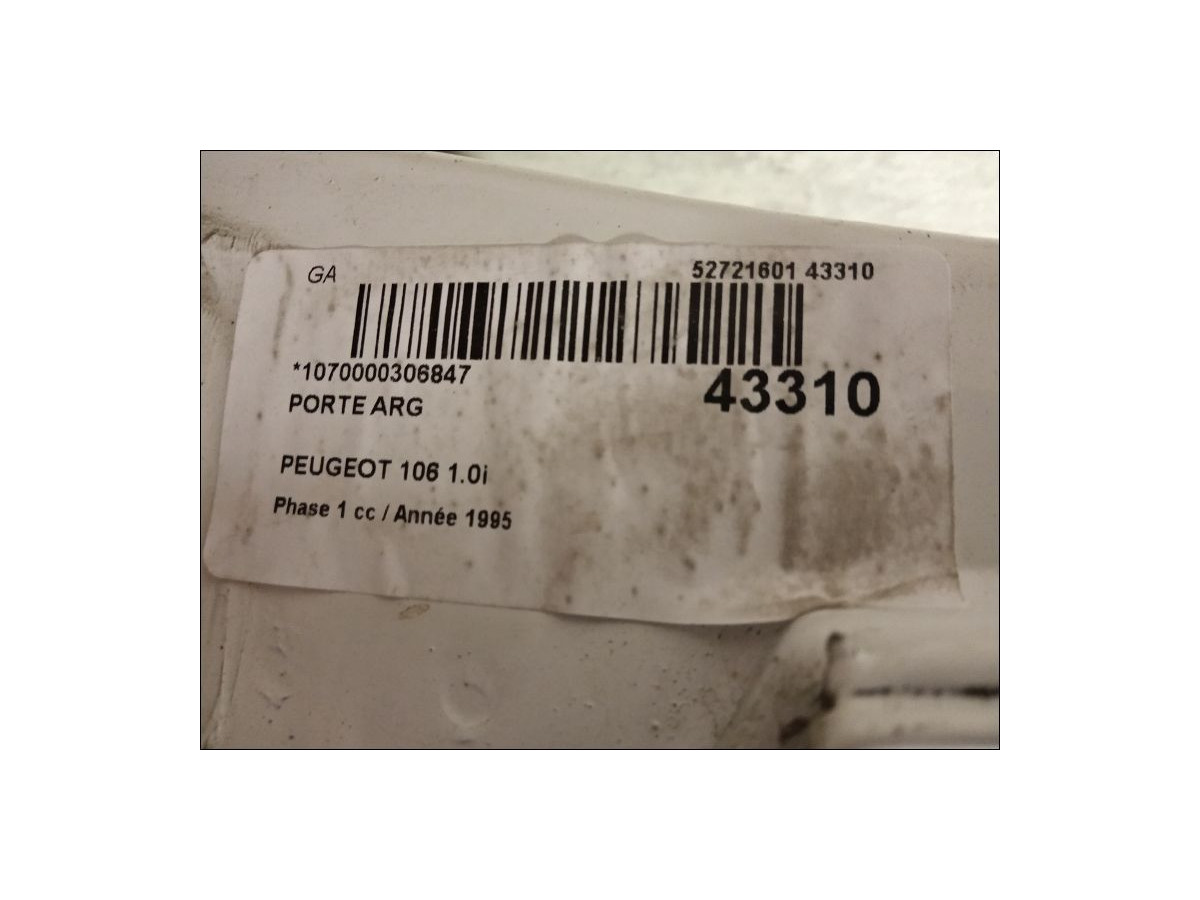 GA 52721601 43310
*1070000306847 43310
PORTE ARG
PEUGEOT 106 1.0i
Phase 1 cc / Année 1995